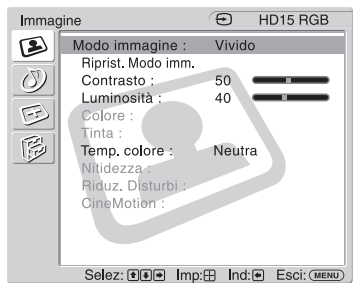 Immagine HD15 RGB
Modo immagine : Vivido
Riprist. Modo imm.
Contrasto : 50
Luminosità : 40
Colore :
Tinta :
Temp. colore : Neutra
Nitidezza :
Riduz. Disturbi :
CineMotion :
Selez: Imp: Ind: Esci: MENU